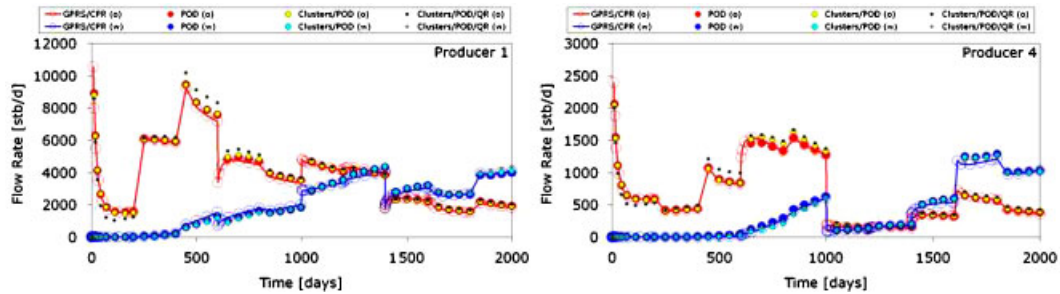 GPRS/CPR (o) POD (o) Clusters/POD (o) Clusters/POD/QR (o)
GPRS/CPR (w) POD (w) Clusters/POD (w) Clusters/POD/QR (w)
12000
10000
8000
6000
4000
2000
0
Flow Rate [stb/d]
Producer 1
0 500 1000 1500 2000
Time [days]
GPRS/CPR (o) POD (o) Clusters/POD (o) Clusters/POD/QR (o)
GPRS/CPR (w) POD (w) Clusters/POD (w) Clusters/POD/QR (w)
3000
2500
2000
1500
1000
500
0
Flow Rate [stb/d]
Producer 4
0 500 1000 1500 2000
Time [days]